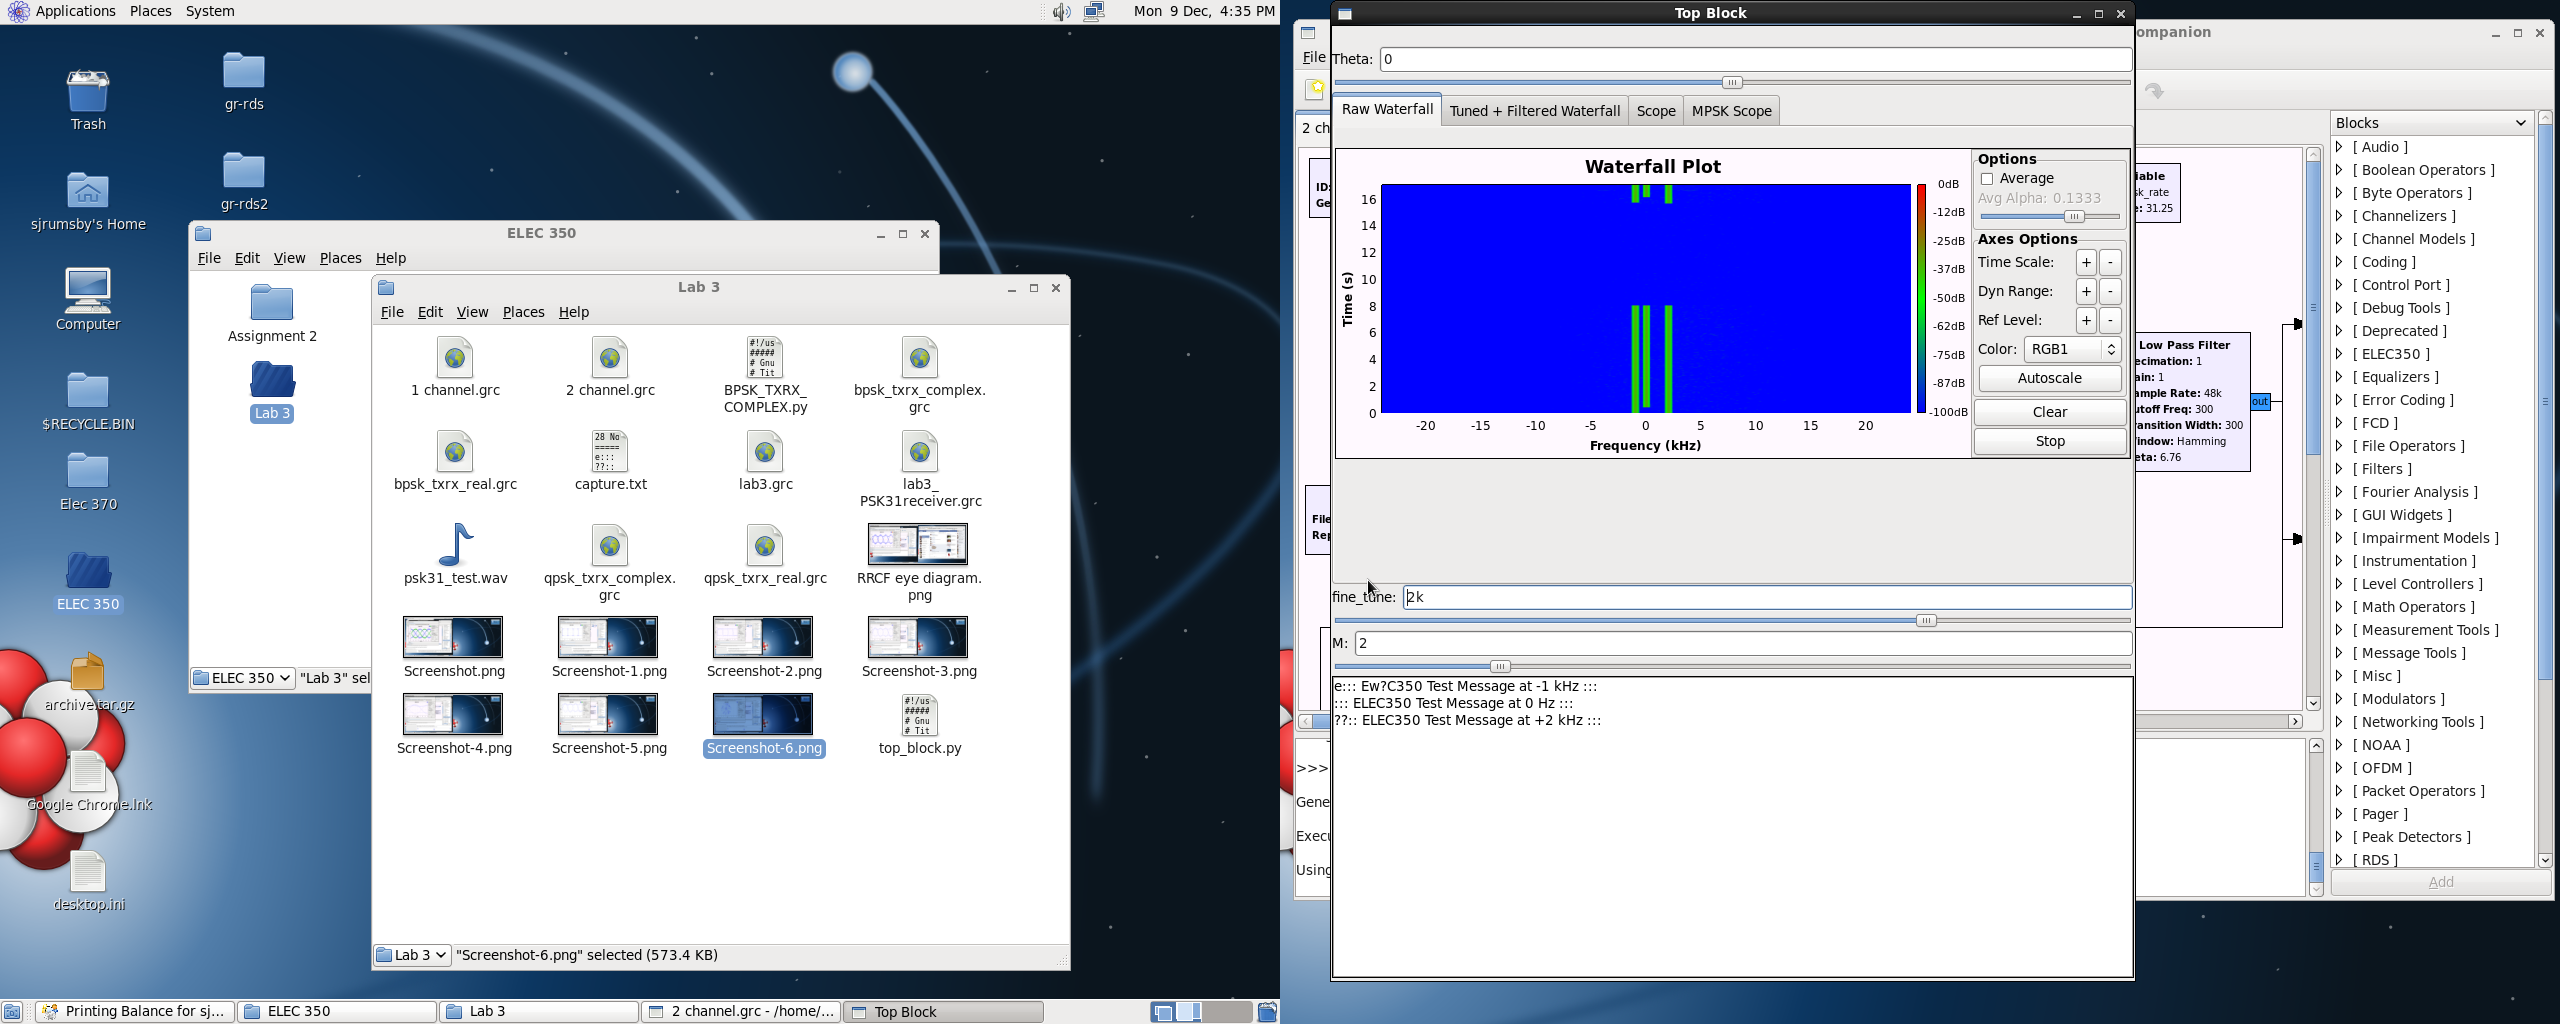 Applications Places System
Mon 9 Dec, 4:35 PM
Trash
sjrumsby's Home
Computer
$RECYCLE.BIN
Elec 370
ELEC 350
archive.tar.gz
Google Chrome.lnk
desktop.ini
gr-rds
gr-rds2
ELEC 350
File Edit View Places Help
Assignment 2
Lab 3
ELEC 350 "Lab 3" sel
Lab 3
File Edit View Places Help
1 channel.grc
2 channel.grc
BPSK_TXRX_
COMPLEX.py
bpsk_txrx_complex.
grc
bpsk_txrx_real.grc
capture.txt
lab3.grc
lab3_
PSK31receiver.grc
psk31_test.wav
qpsk_txrx_complex.
grc
qpsk_txrx_real.grc
RRCF eye diagram.
png
Screenshot.png
Screenshot-1.png
Screenshot-2.png
Screenshot-3.png
Screenshot-4.png
Screenshot-5.png
Screenshot-6.png
top_block.py
Lab 3 "Screenshot-6.png" selected (573.4 KB)
Printing Balance for sj...
ELEC 350
Lab 3
2 channel.grc - /home/...
Top Block
Top Block
Theta: 0
Raw Waterfall Tuned + Filtered Waterfall Scope MPSK Scope
Waterfall Plot
Time (s)
16
14
12
10
8
6
4
2
0
-20 -15 -10 -5 0 5 10 15 20
Frequency (kHz)
0dB
-12dB
-25dB
-37dB
-50dB
-62dB
-75dB
-87dB
-100dB
Options
Average
Avg Alpha: 0.1333
Axes Options
Time Scale: + -
Dyn Range: + -
Ref Level: + -
Color: RGB1
Autoscale
Clear
Stop
fine_tune: 2k
M: 2
e::: Ew?C350 Test Message at -1 kHz :::
::: ELEC350 Test Message at 0 Hz :::
??:: ELEC350 Test Message at +2 kHz :::
ompanion
File
2 ch
ID:
Ge
File
Rep
>>>
Gene
Execu
Using
iable
sk_rate
e: 31.25
Low Pass Filter
ecimation: 1
ain: 1
ample Rate: 48k
utoff Freq: 300
ransition Width: 300
indow: Hamming
eta: 6.76
out
Blocks
[ Audio ]
[ Boolean Operators ]
[ Byte Operators ]
[ Channelizers ]
[ Channel Models ]
[ Coding ]
[ Control Port ]
[ Debug Tools ]
[ Deprecated ]
[ ELEC350 ]
[ Equalizers ]
[ Error Coding ]
[ FCD ]
[ File Operators ]
[ Filters ]
[ Fourier Analysis ]
[ GUI Widgets ]
[ Impairment Models ]
[ Instrumentation ]
[ Level Controllers ]
[ Math Operators ]
[ Measurement Tools ]
[ Message Tools ]
[ Misc ]
[ Modulators ]
[ Networking Tools ]
[ NOAA ]
[ OFDM ]
[ Packet Operators ]
[ Pager ]
[ Peak Detectors ]
[ RDS ]
Add